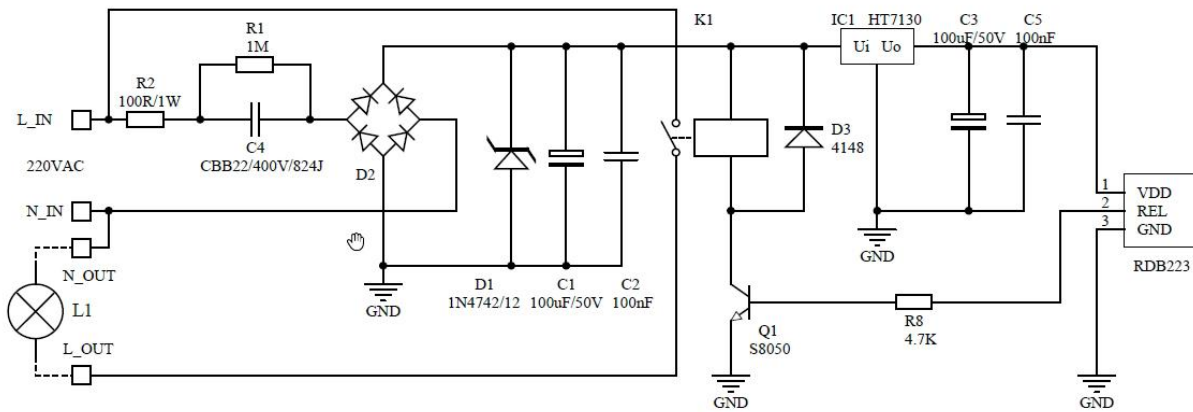 K1
IC1 HT7130
C3
100uF/50V
C5
100nF
R1
1M
Ui Uo
R2
100R/1W
L_IN
D3
4148
C4
CBB22/400V/824J
D2
220VAC
1 VDD
2 REL
3 GND
RDB223
N_IN
GND
N_OUT
D1
1N4742/12
C1
100uF/50V
C2
100nF
GND
L1
R8
4.7K
Q1
S8050
L_OUT
GND
GND